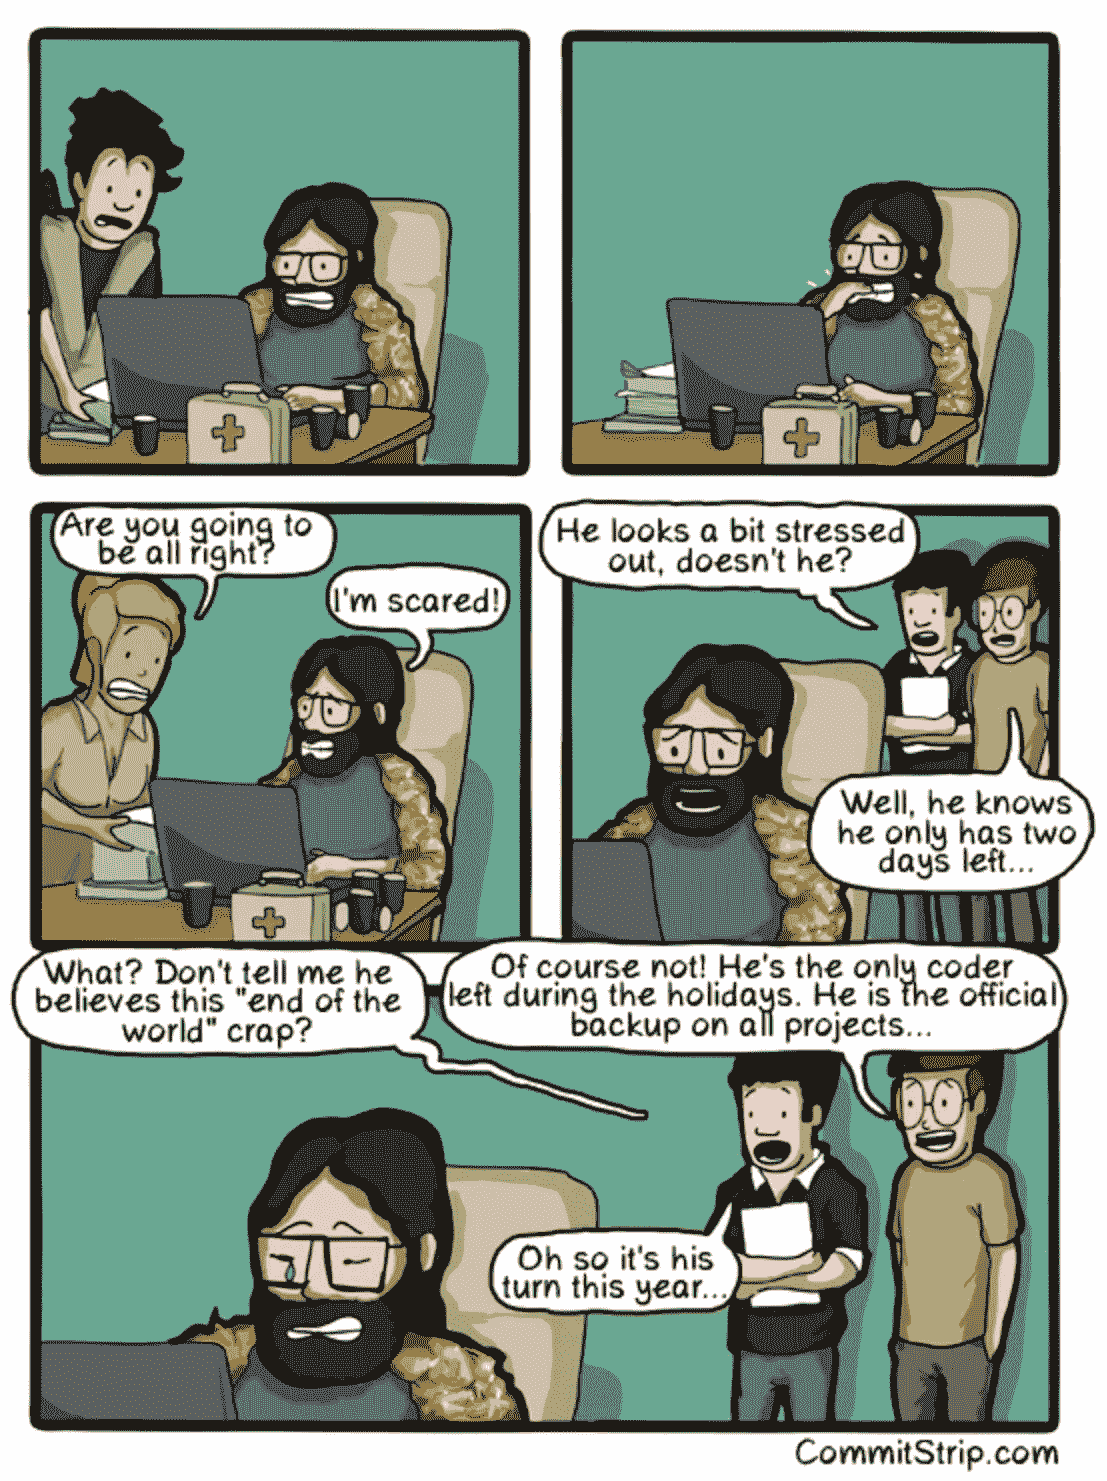 Are you going to
be all right?
I'm scared!
He looks a bit stressed
out, doesn't he?
Well, he knows
he only has two
days left...
What? Don't tell me he
believes this "end of the
world" crap?
Of course not! He's the only coder
left during the holidays. He is the official
backup on all projects...
Oh so it's his
turn this year...
CommitStrip.com